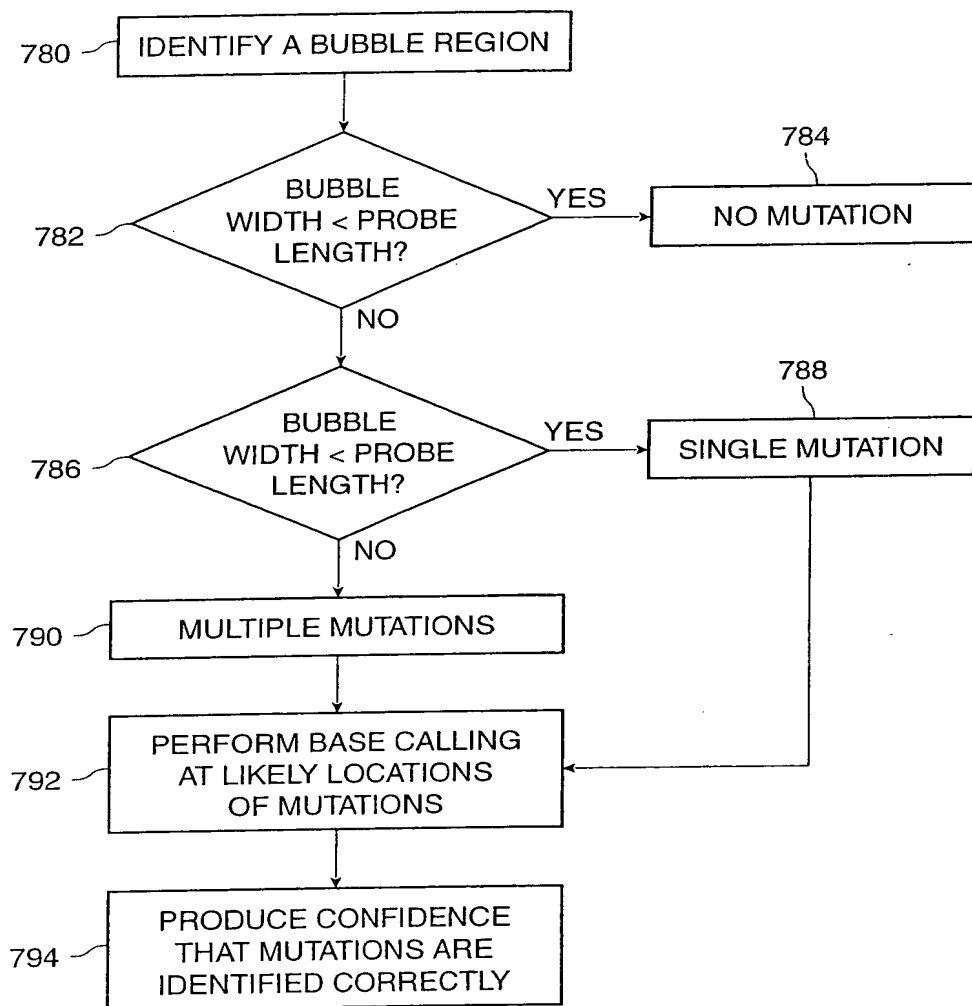 780
IDENTIFY A BUBBLE REGION
782
BUBBLE
WIDTH < PROBE
LENGTH?
YES
784
NO MUTATION
NO
786
BUBBLE
WIDTH < PROBE
LENGTH?
YES
788
SINGLE MUTATION
NO
790
MULTIPLE MUTATIONS
792
PERFORM BASE CALLING
AT LIKELY LOCATIONS
OF MUTATIONS
794
PRODUCE CONFIDENCE
THAT MUTATIONS ARE
IDENTIFIED CORRECTLY